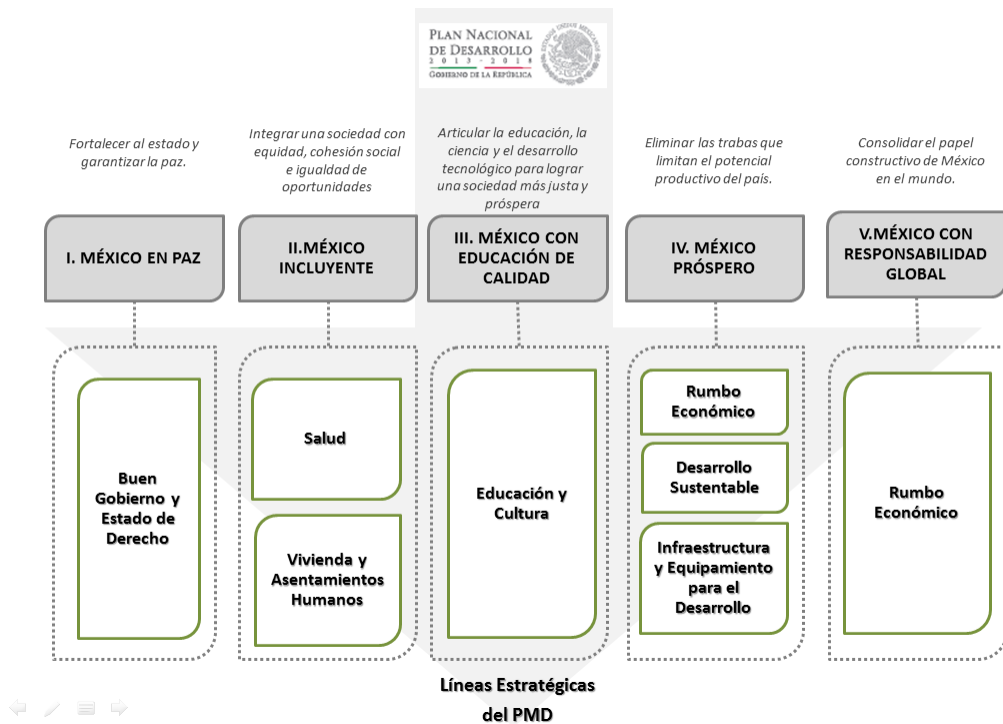 PLAN NACIONAL
DE DESARROLLO
2013-2018
GOBIERNO DE LA REPÚBLICA
ESTADOS UNIDOS MEXICANOS
Fortalecer al estado y
garantizar la paz.
Integrar una sociedad con
equidad, cohesión social
e igualdad de
oportunidades
Articular la educación, la
ciencia y el desarrollo
tecnológico para lograr
una sociedad más justa y
próspera
Eliminar las trabas que
limitan el potencial
productivo del país.
Consolidar el papel
constructivo de México
en el mundo.
I. MÉXICO EN PAZ
II.MÉXICO
INCLUYENTE
III. MÉXICO CON
EDUCACIÓN DE
CALIDAD
IV. MÉXICO
PRÓSPERO
V.MÉXICO CON
RESPONSABILIDAD
GLOBAL
Buen
Gobierno y
Estado de
Derecho
Salud
Vivienda y
Asentamientos
Humanos
Educación y
Cultura
Rumbo
Económico
Desarrollo
Sustentable
Infraestructura
y Equipamiento
para el
Desarrollo
Rumbo
Económico
Líneas Estratégicas
del PMD